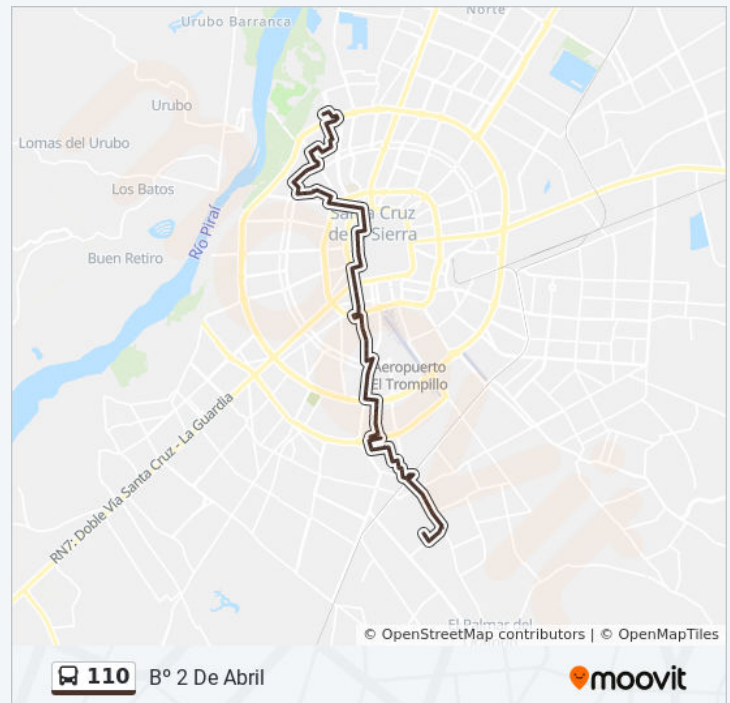 Urubo Barranca
Norte
Urubo
Lomas del Urubo
Los Batos
Río Piraí
Buen Retiro
Santa Cruz
de la Sierra
Aeropuerto
El Trompillo
RN7: Doble Vía Santa Cruz - La Guardia
El Palmar del
© OpenStreetMap contributors | © OpenMapTiles
110 Bº 2 De Abril
moovit